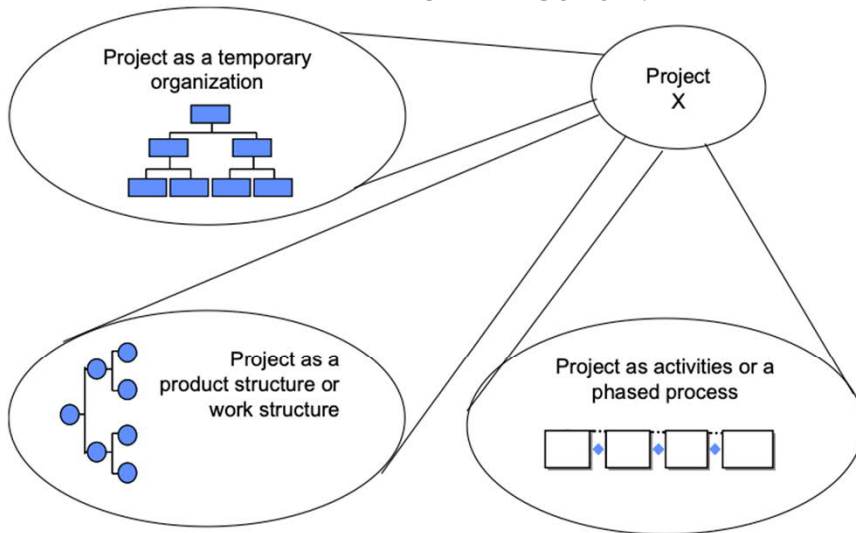 Project as a temporary
organization
Project
X
Project as a
product structure or
work structure
Project as activities or a
phased process